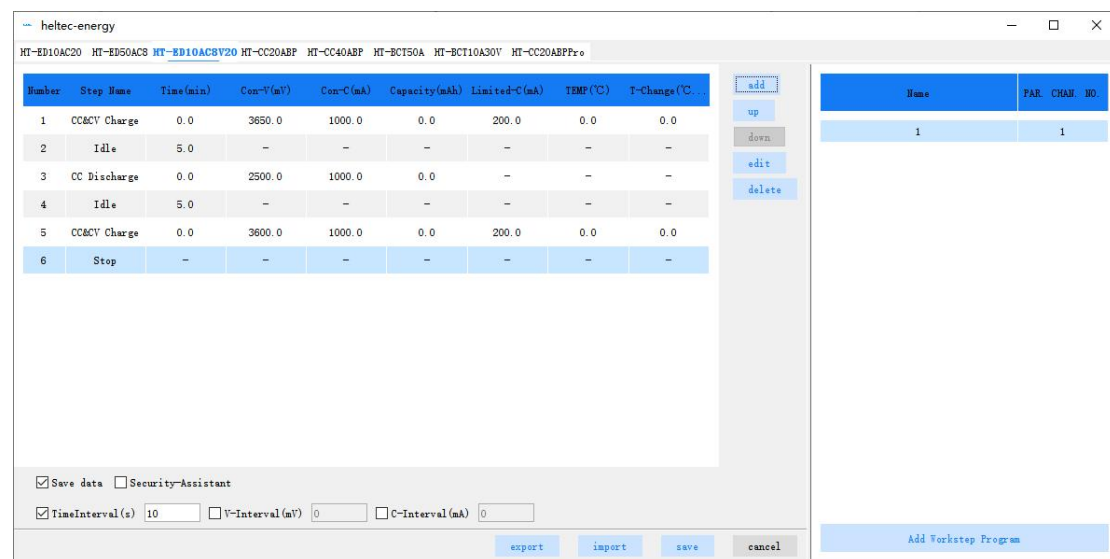 heltec-energy
HT-ED10AC20 HT-ED50AC8 HT-ED10AC8V20 HT-CC20ABP HT-CC40ABP HT-BCT50A HT-BCT10A30V HT-CC20ABPPro
Number Step Name Time(min) Con-V(mV) Con-C(mA) Capacity(mAh) Limited-C(mA) TEMP(℃) T-Change(℃...
1 CC&CV Charge 0.0 3650.0 1000.0 0.0 200.0 0.0 0.0
2 Idle 5.0 - - - - - -
3 CC Discharge 0.0 2500.0 1000.0 0.0 - - -
4 Idle 5.0 - - - - - -
5 CC&CV Charge 0.0 3600.0 1000.0 0.0 200.0 0.0 0.0
6 Stop - - - - - - -
add
up
down
edit
delete
Name PAR. CHAN. NO.
1 1
Save data Security-Assistant
TimeInterval(s) 10 V-Interval(mV) 0 C-Interval(mA) 0
export import save cancel
Add Workstep Program